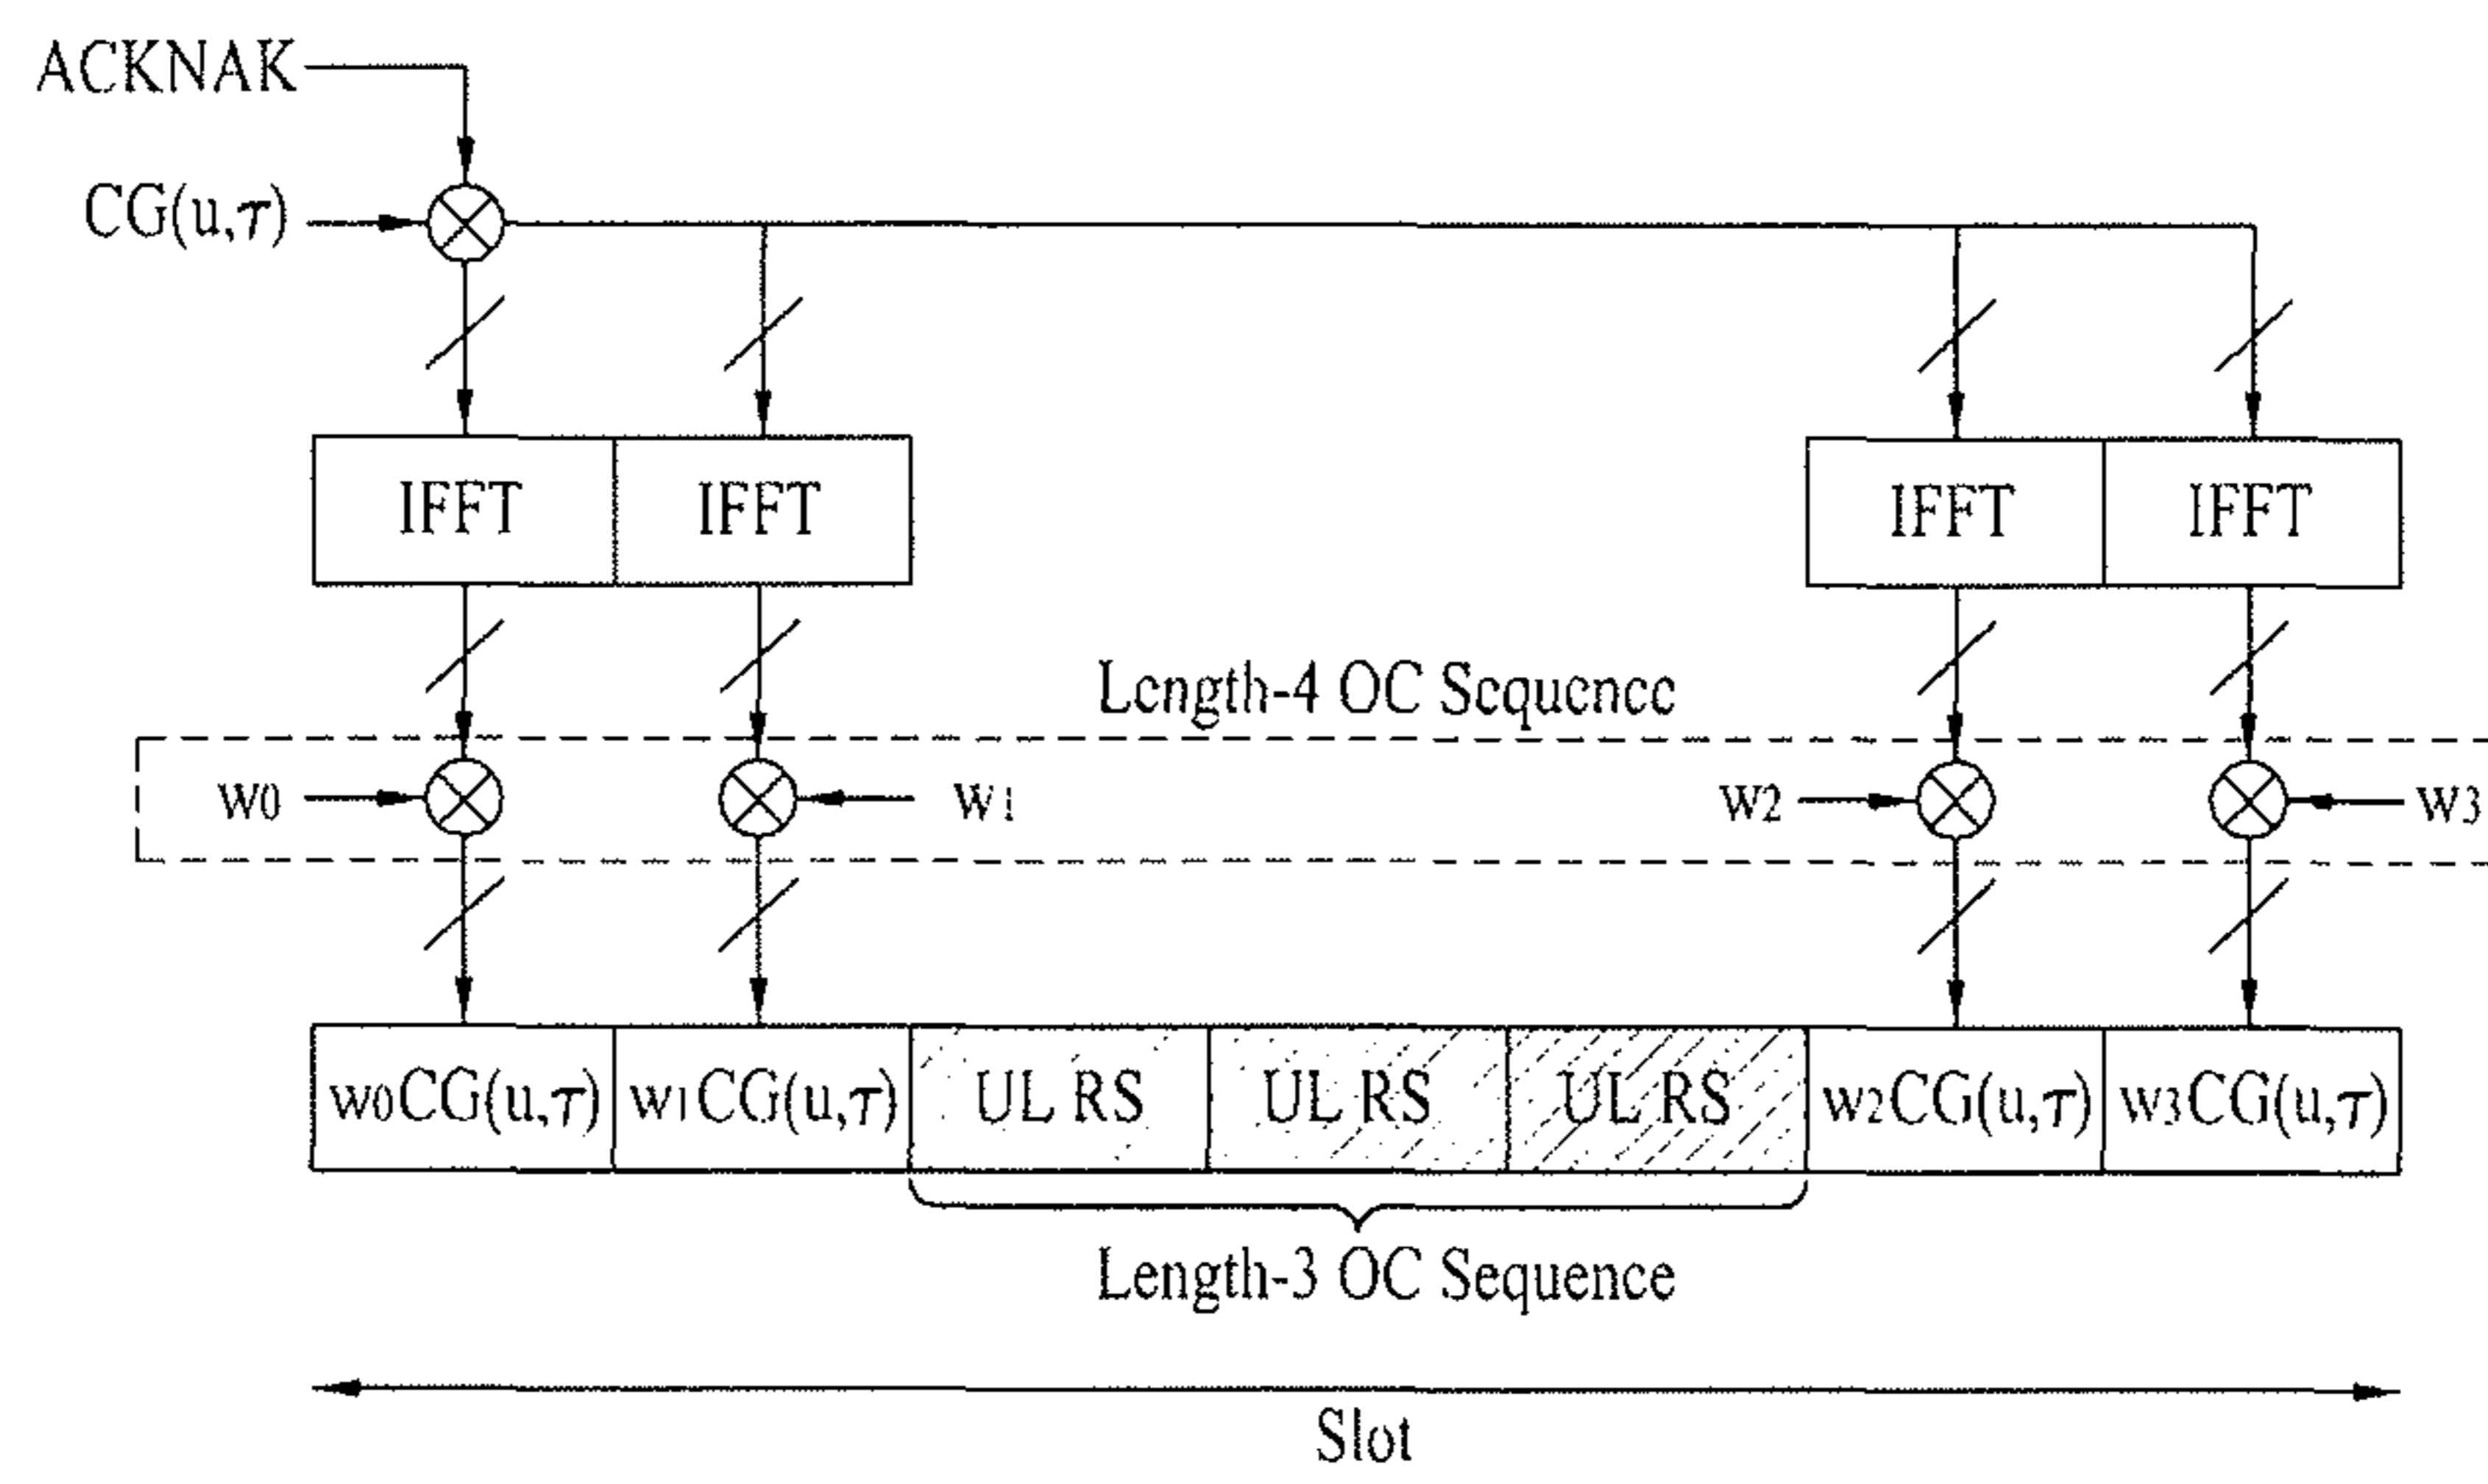 ACKNAK
CG(u,τ)
IFFT IFFT IFFT IFFT
Length-4 OC Sequence
w0 w1 w2 w3
w0CG(u,τ) w1CG(u,τ) UL RS UL RS UL RS w2CG(u,τ) w3CG(u,τ)
Length-3 OC Sequence
Slot